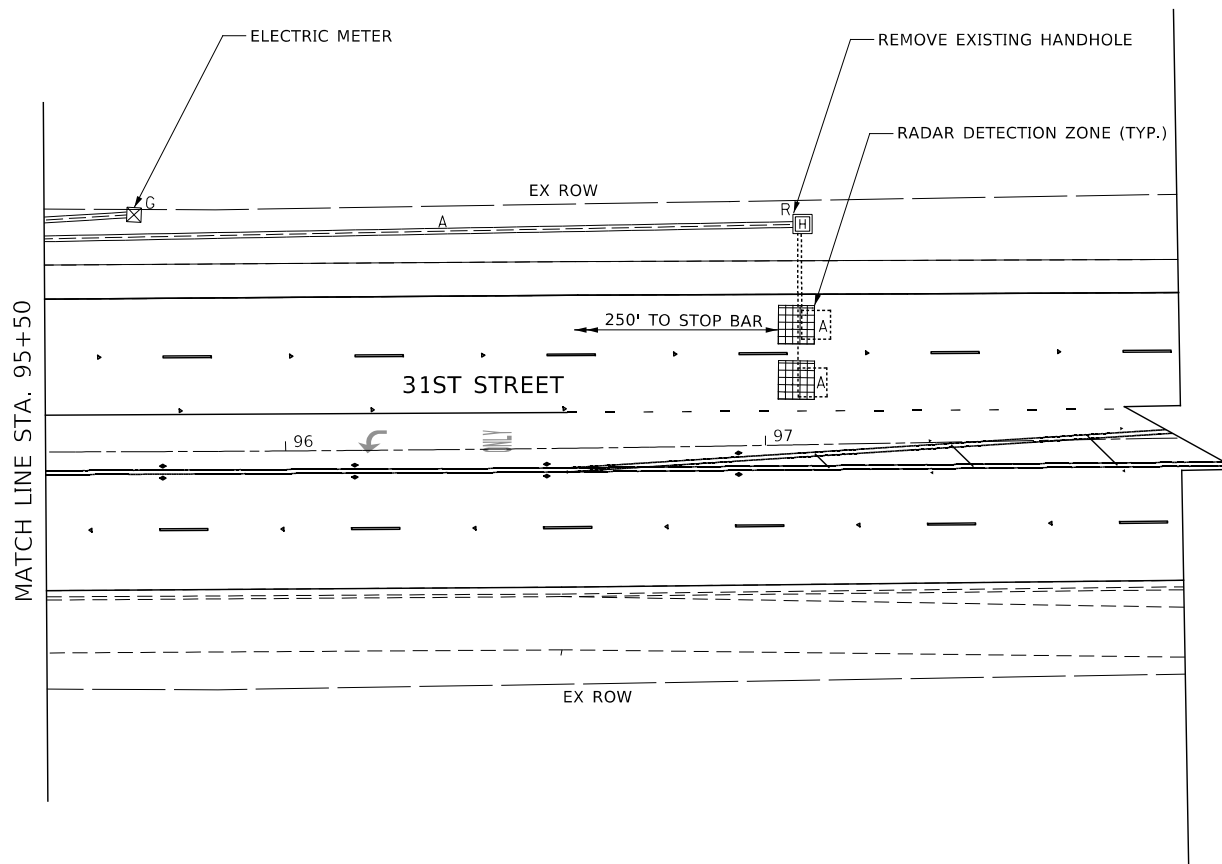 ELECTRIC METER
REMOVE EXISTING HANDHOLE
RADAR DETECTION ZONE (TYP.)
EX ROW
G
R
H
A
250' TO STOP BAR
A
A
31ST STREET
96
ONLY
97
MATCH LINE STA. 95+50
EX ROW